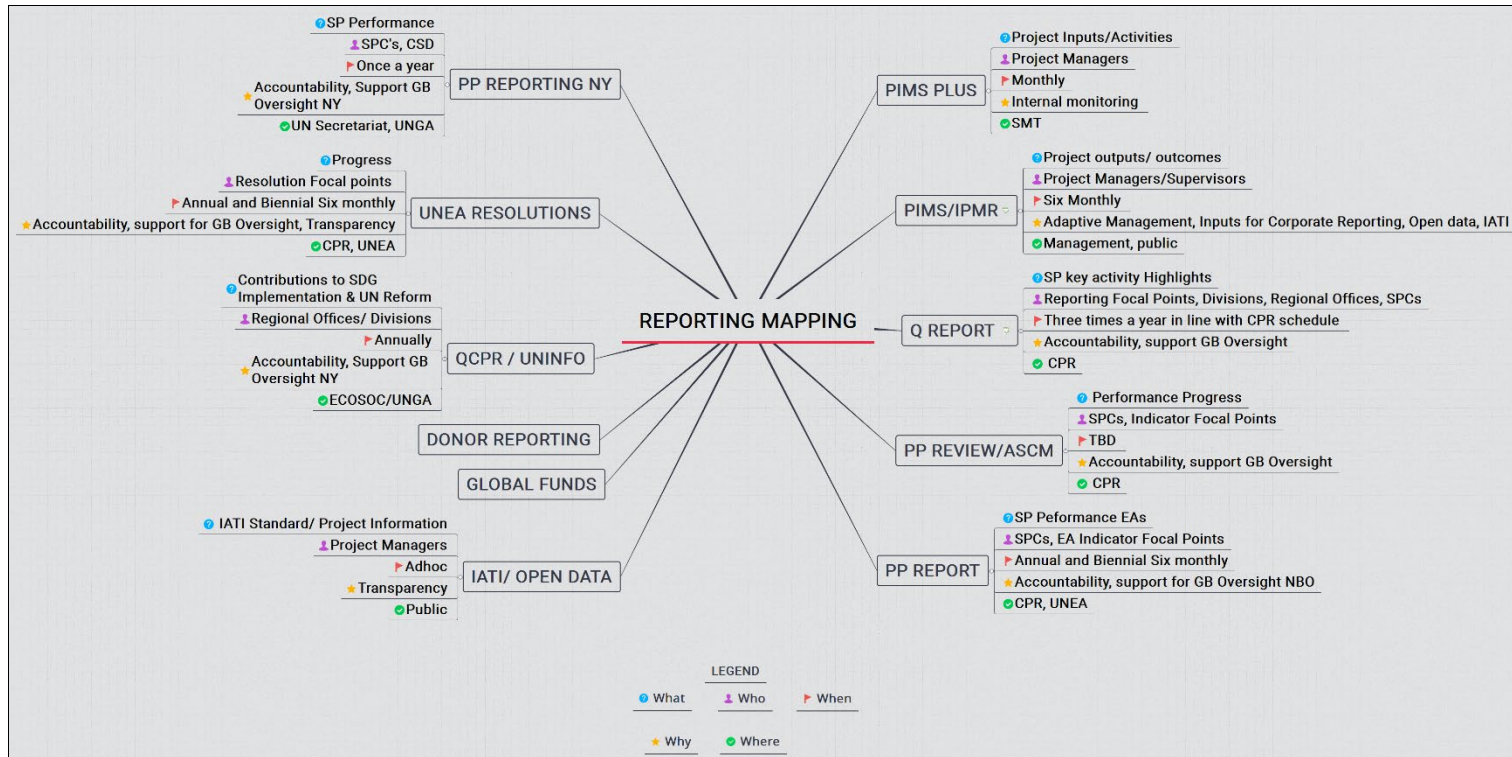 SP Performance
SPC's, CSD
Once a year
Accountability, Support GB
Oversight NY
UN Secretariat, UNGA
PP REPORTING NY
Progress
Resolution Focal points
Annual and Biennial Six monthly
Accountability, support for GB Oversight, Transparency
CPR, UNEA
UNEA RESOLUTIONS
Contributions to SDG
Implementation & UN Reform
Regional Offices/ Divisions
Annually
Accountability, Support GB
Oversight NY
ECOSOC/UNGA
QCPR / UNINFO
DONOR REPORTING
GLOBAL FUNDS
IATI Standard/ Project Information
Project Managers
Adhoc
Transparency
Public
IATI/ OPEN DATA
REPORTING MAPPING
PIMS PLUS
Project Inputs/Activities
Project Managers
Monthly
Internal monitoring
SMT
PIMS/IPMR
Project outputs/ outcomes
Project Managers/Supervisors
Six Monthly
Adaptive Management, Inputs for Corporate Reporting, Open data, IATI
Management, public
Q REPORT
SP key activity Highlights
Reporting Focal Points, Divisions, Regional Offices, SPCs
Three times a year in line with CPR schedule
Accountability, support GB Oversight
CPR
PP REVIEW/ASCM
Performance Progress
SPCs, Indicator Focal Points
TBD
Accountability, support GB Oversight
CPR
PP REPORT
SP Peformance EAs
SPCs, EA Indicator Focal Points
Annual and Biennial Six monthly
Accountability, support for GB Oversight NBO
CPR, UNEA
LEGEND
What
Who
When
Why
Where